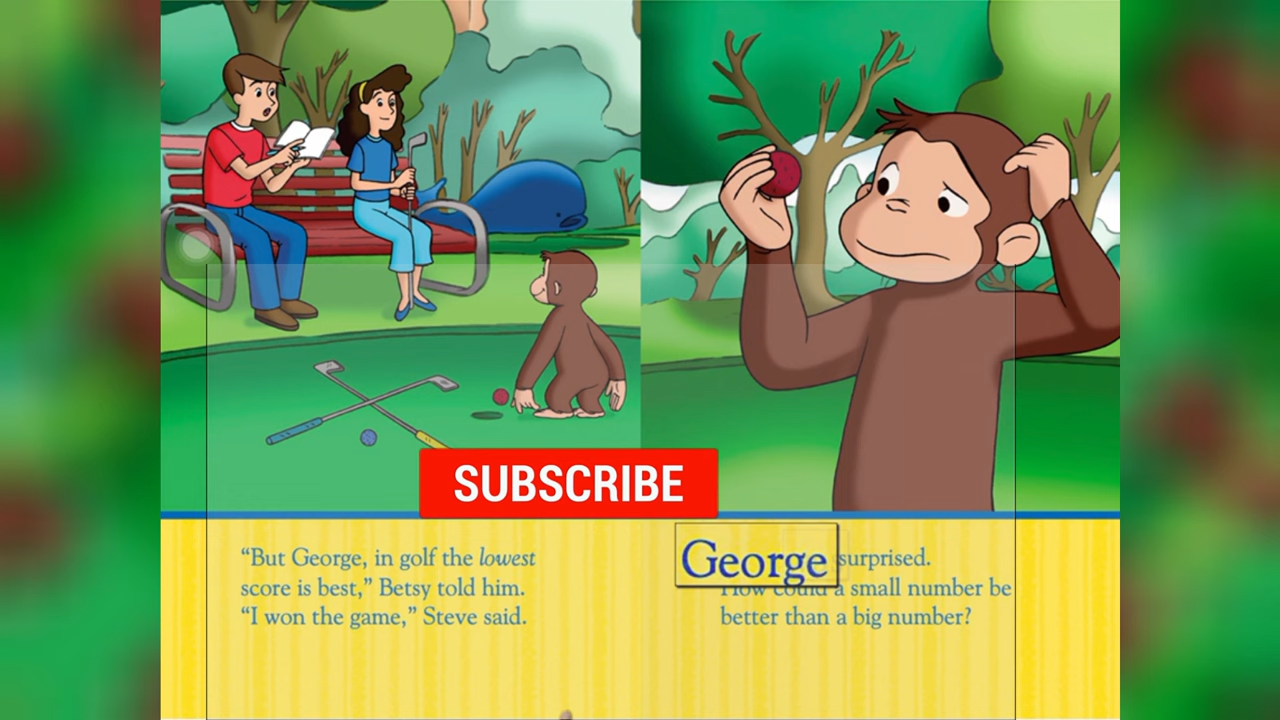 SUBSCRIBE
“But George, in golf the lowest
score is best,” Betsy told him.
“I won the game,” Steve said.
George surprised.
How could a small number be
better than a big number?